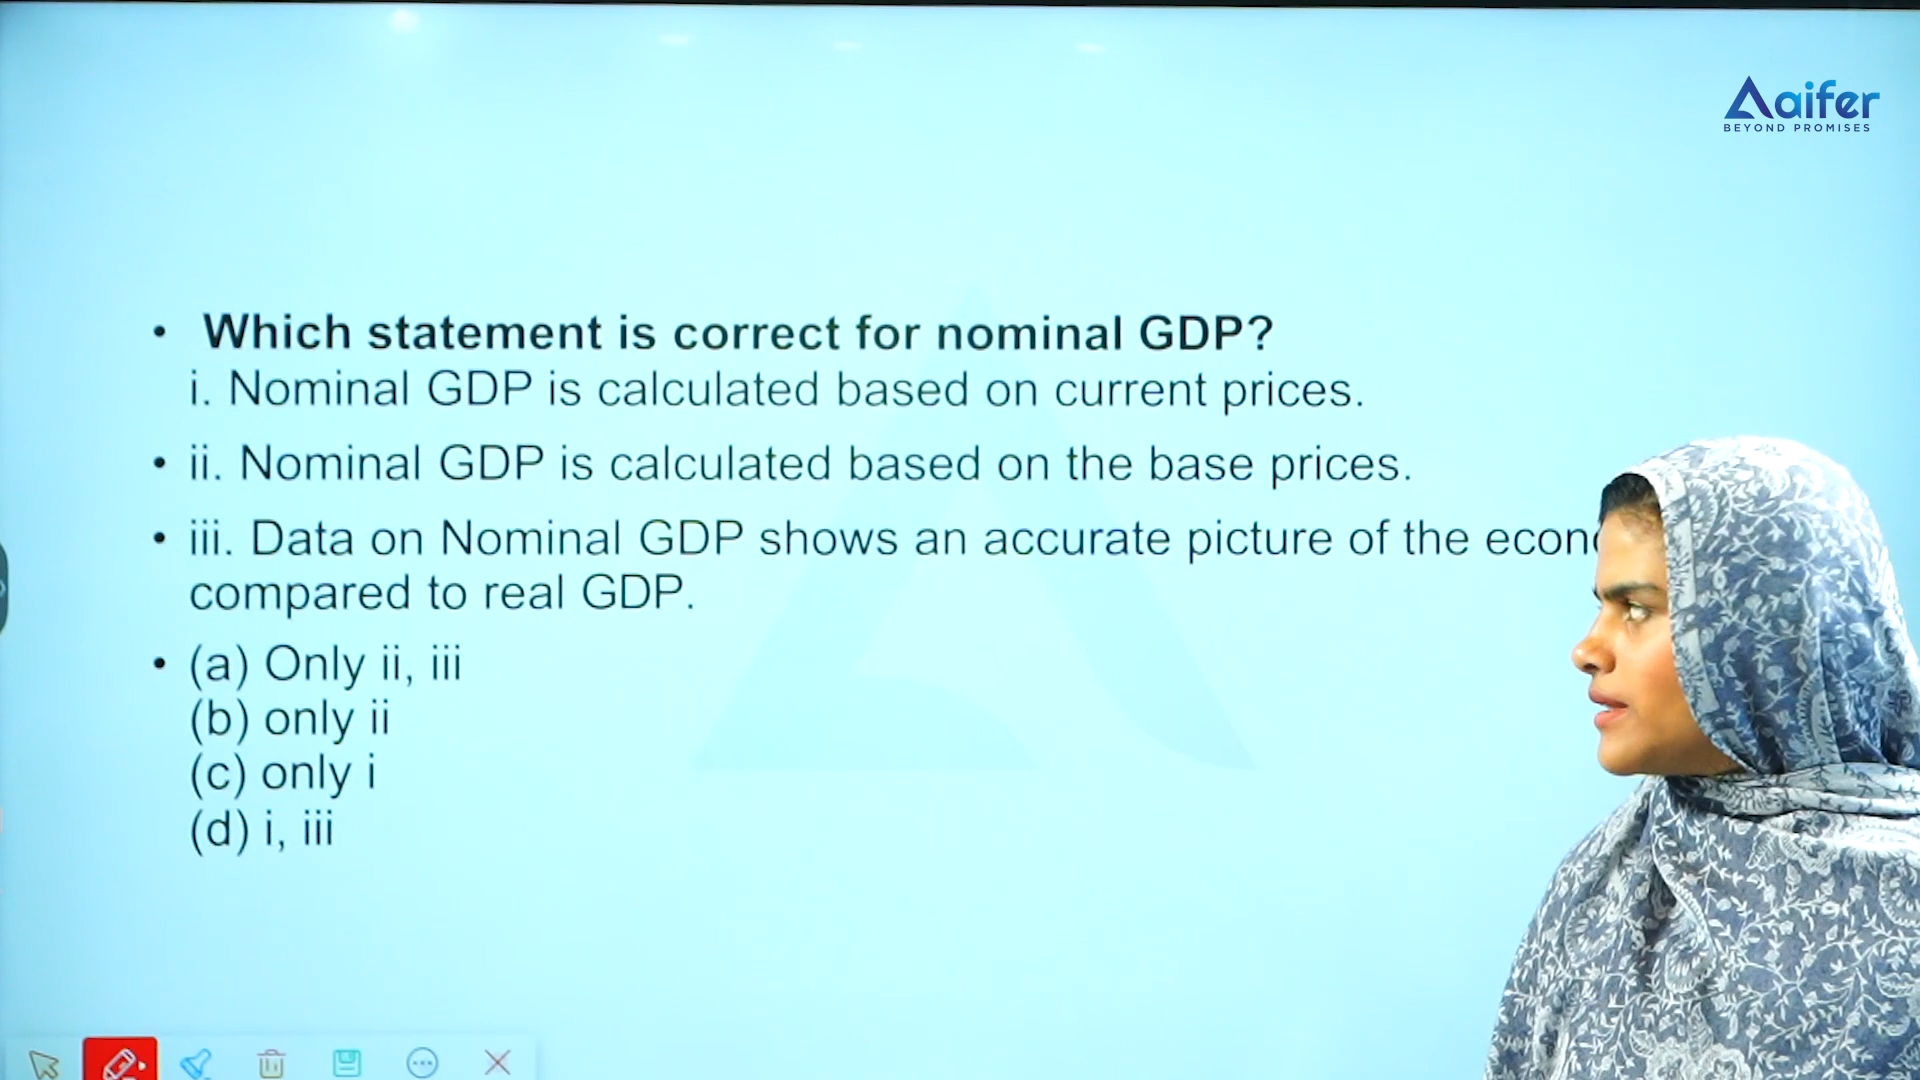 aifer
BEYOND PROMISES
• Which statement is correct for nominal GDP?
i. Nominal GDP is calculated based on current prices.
• ii. Nominal GDP is calculated based on the base prices.
• iii. Data on Nominal GDP shows an accurate picture of the
compared to real GDP.
• (a) Only ii, iii
(b) only ii
(c) only i
(d) i, iii